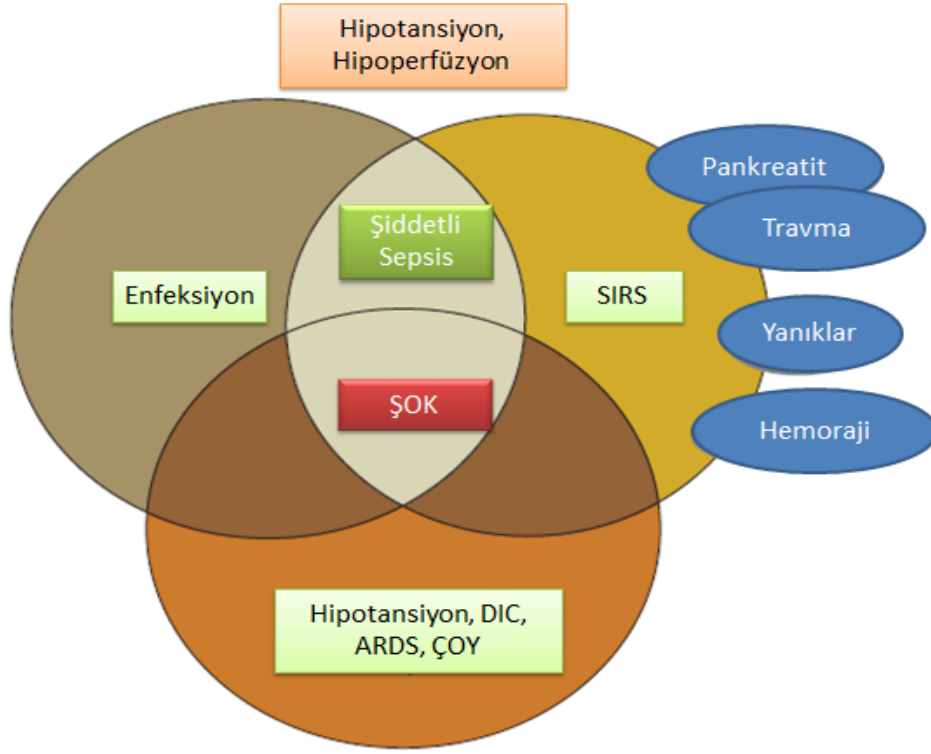 Hipotansiyon,
Hipoperfüzyon
Pankreatit
Travma
Şiddetli
Sepsis
Enfeksiyon
SIRS
Yanıklar
ŞOK
Hemoraji
Hipotansiyon, DIC,
ARDS, ÇOY